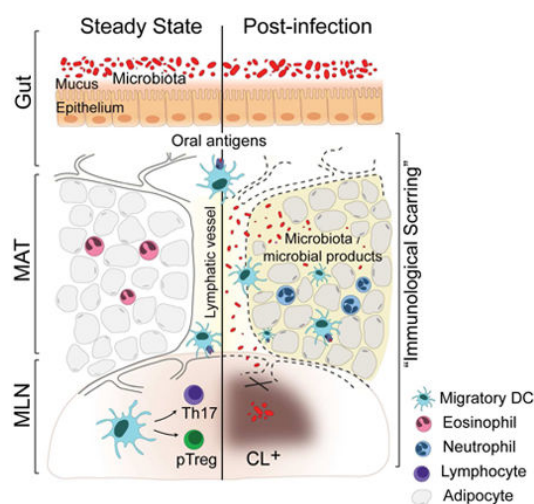 Steady State
Post-infection
Gut
Microbiota
Mucus
Epithelium
Oral antigens
MAT
Lymphatic vessel
Microbiota /
microbial products
"Immunological Scarring"
MLN
Th17
pTreg
CL+
Migratory DC
Eosinophil
Neutrophil
Lymphocyte
Adipocyte